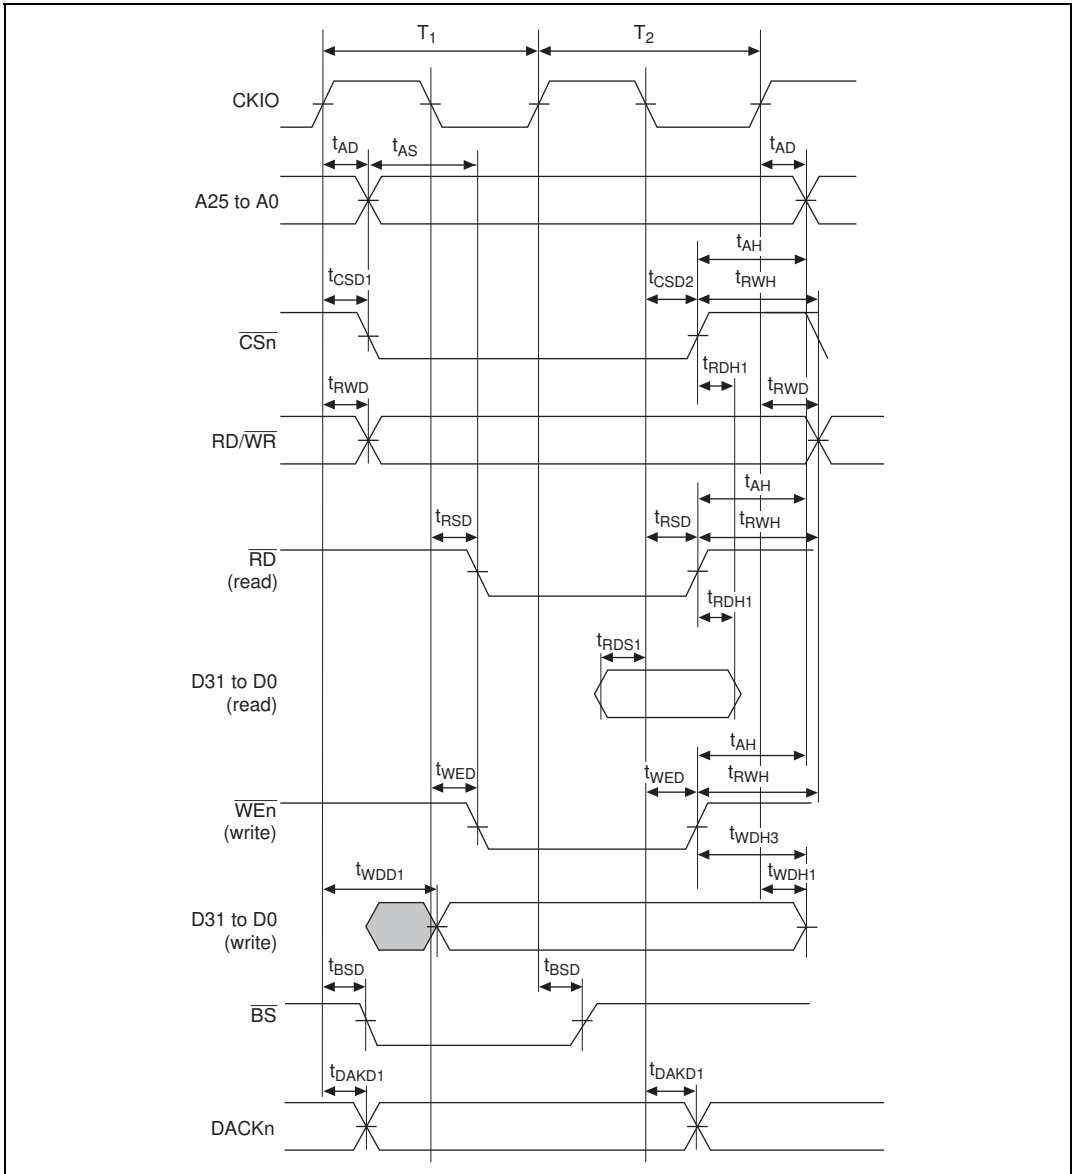 T1 T2
CKIO
tAD tAS tAD
A25 to A0
tAH
tCSD1 tCSD2 tRWH
CSn
tRDH1
tRWD tRWD
RD/WR
tAH
tRSD tRSD tRWH
RD
(read)
tRDH1
tRDS1
D31 to D0
(read)
tAH
tWED tWED tRWH
WEn
(write)
tWDH3
tWDD1 tWDH1
D31 to D0
(write)
tBSD tBSD
BS
tDAKD1 tDAKD1
DACKn